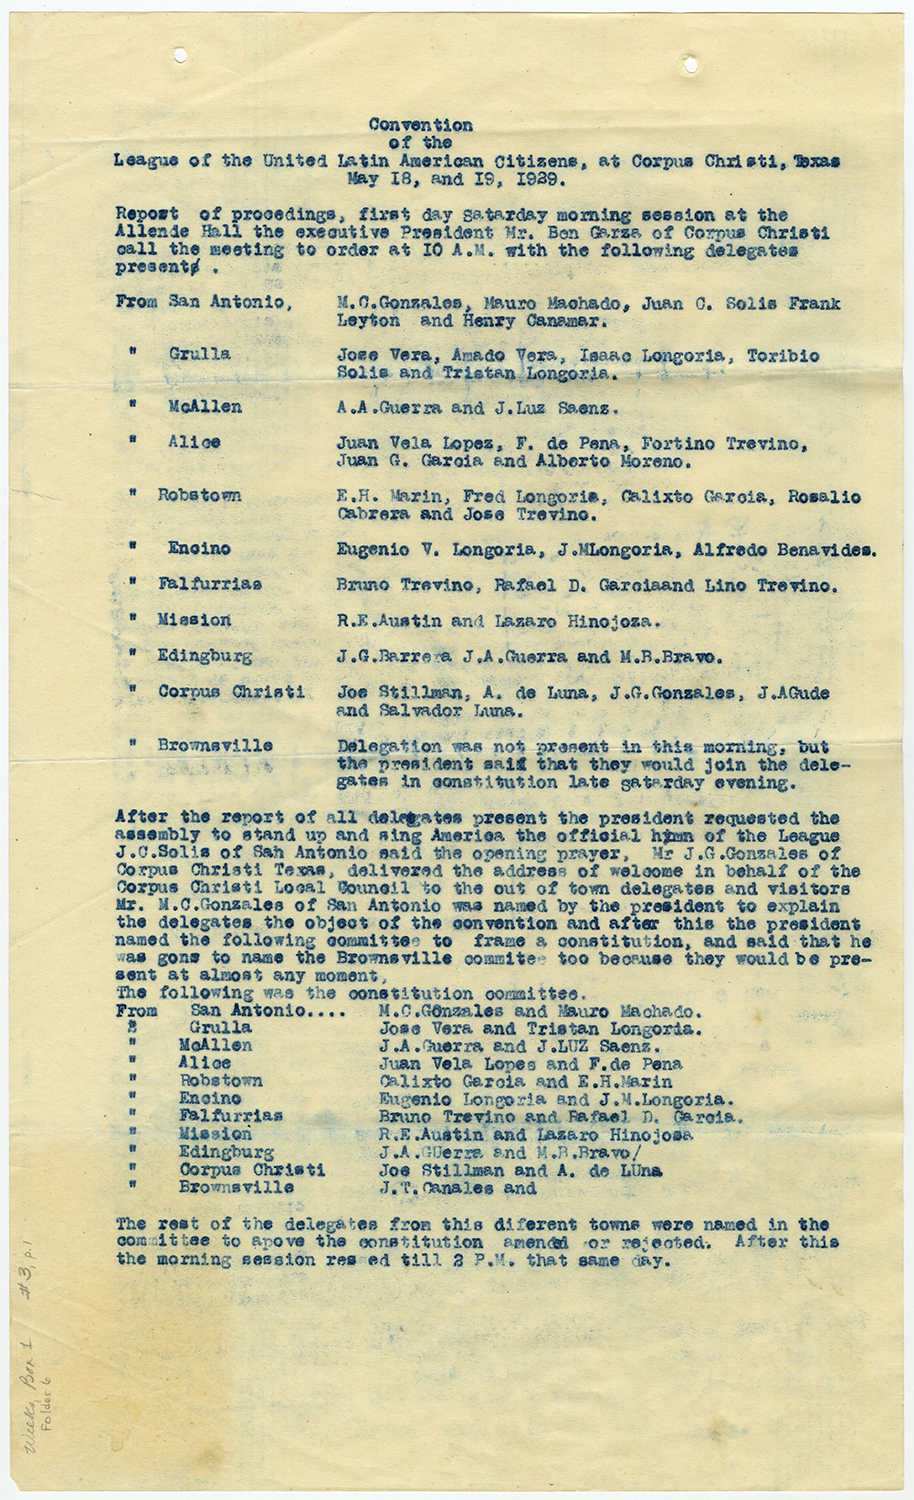 Convention
of the
League of the United Latin American Citizens, at Corpus Christi, Texas
May I8, and I9, I929.
Repost of procedings, first day Satarday morning session at the
Allende Hall the executive President Mr. Ben Garza of Corpus Christi
call the meeting to order at IO A.M. with the following delegates
present .
From San Antonio, M.C.Gonzales, Mauro Machado, Juan C. Solis Frank
Leyton and Henry Canamar.
" Grulla Jose Vera, Amado Vera, Isaac Longoria, Toribio
Solis and Tristan Longoria.
" McAllen A.A.Guerra and J.Luz Saenz.
" Alice Juan Vela Lopez, F. de Pena, Fortino Trevino,
Juan G. Garcia and Alberto Moreno.
" Robstown E.H. Marin, Fred Longoria, Calixto Garcia, Rosalio
Cabrera and Jose Trevino.
" Encino Eugenio V. Longoria, J.MLongoria, Alfredo Benavides.
" Falfurrias Bruno Trevino, Rafael D. Garciaand Lino Trevino.
" Mission R.E.Austin and Lazaro Hinojoza.
" Edingburg J.G.Barrera J.A.Guerra and M.B.Bravo.
" Corpus Christi Joe Stillman, A. de Luna, J.G.Gonzales, J.AGude
and Salvador Luna.
" Brownsville Delegation was not present in this morning, but
the president said that they would join the dele-
gates in constitution late satarday evening.
After the report of all delegates present the president requested the
assembly to stand up and sing America the official himn of the League
J.C.Solis of San Antonio said the opening prayer, Mr J.G.Gonzales of
Corpus Christi Texas, delivered the address of welcome in behalf of the
Corpus Christi Local Council to the out of town delegates and visitors
Mr. M.C.Gonzales of San Antonio was named by the president to explain
the delegates the object of the convention and after this the president
named the following committee to frame a constitution, and said that he
was gons to name the Brownsville commitee too because they would be pre-
sent at almost any moment,
The following was the constitution committee.
From San Antonio.... M.C.Gonzales and Mauro Machado.
" Grulla Jose Vera and Tristan Longoria.
" McAllen J.A.Guerra and J.LUZ Saenz.
" Alice Juan Vela Lopes and F.de Pena
" Robstown Calixto Garcia and E.H.Marin
" Encino Eugenio Longoria and J.M.Longoria.
" Falfurrias Bruno Trevino and Rafael D. Garcia.
" Mission R.E.Austin and Lazaro Hinojosa
" Edingburg J.A.GUerra and M.B.Bravo/
" Corpus Christi Joe Stillman and A. de LUna
" Brownsville J.T.Canales and
The rest of the delegates from this diferent towns were named in the
committee to apove the constitution amended or rejected. After this
the morning session resed till 2 P.M. that same day.
Weeks, Box 1 #3, p.1
Folder 6